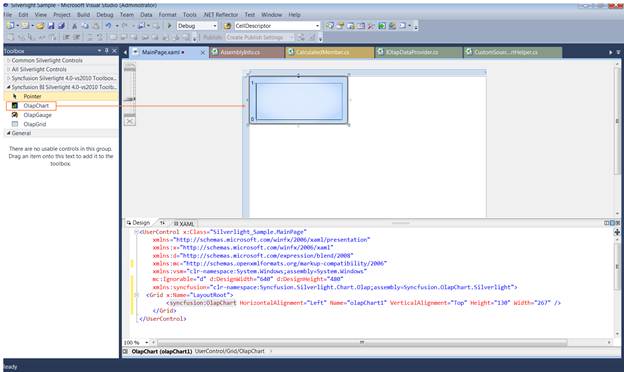 Silverlight Sample - Microsoft Visual Studio (Administrator)
File Edit View Project Build Debug Team Data Format Tools .NET Reflector Test Window Help
Debug CellDescriptor
Publish: Create Publish Settings
Toolbox
Common Silverlight Controls
All Silverlight Controls
Syncfusion Silverlight 4.0-vs2010 Toolbox...
Syncfusion BI Silverlight 4.0-vs2010 Toolb...
Pointer
OlapChart
OlapGauge
OlapGrid
General
There are no usable controls in this group. Drag an item onto this text to add it to the toolbox.
MainPage.xaml* AssemblyInfo.cs CalculatedMember.cs IOlapDataProvider.cs CustomSoap...rtHelper.cs
1
0
Design XAML
<UserControl x:Class="Silverlight_Sample.MainPage"
xmlns="http://schemas.microsoft.com/winfx/2006/xaml/presentation"
xmlns:x="http://schemas.microsoft.com/winfx/2006/xaml"
xmlns:d="http://schemas.microsoft.com/expression/blend/2008"
xmlns:mc="http://schemas.openxmlformats.org/markup-compatibility/2006"
xmlns:vsm="clr-namespace:System.Windows;assembly=System.Windows"
mc:Ignorable="d" d:DesignWidth="640" d:DesignHeight="480"
xmlns:syncfusion="clr-namespace:Syncfusion.Silverlight.Chart.Olap;assembly=Syncfusion.OlapChart.Silverlight">
<Grid x:Name="LayoutRoot">
<syncfusion:OlapChart HorizontalAlignment="Left" Name="olapChart1" VerticalAlignment="Top" Height="130" Width="267" />
</Grid>
</UserControl>
100 %
OlapChart (olapChart1) UserControl/Grid/OlapChart
Ready